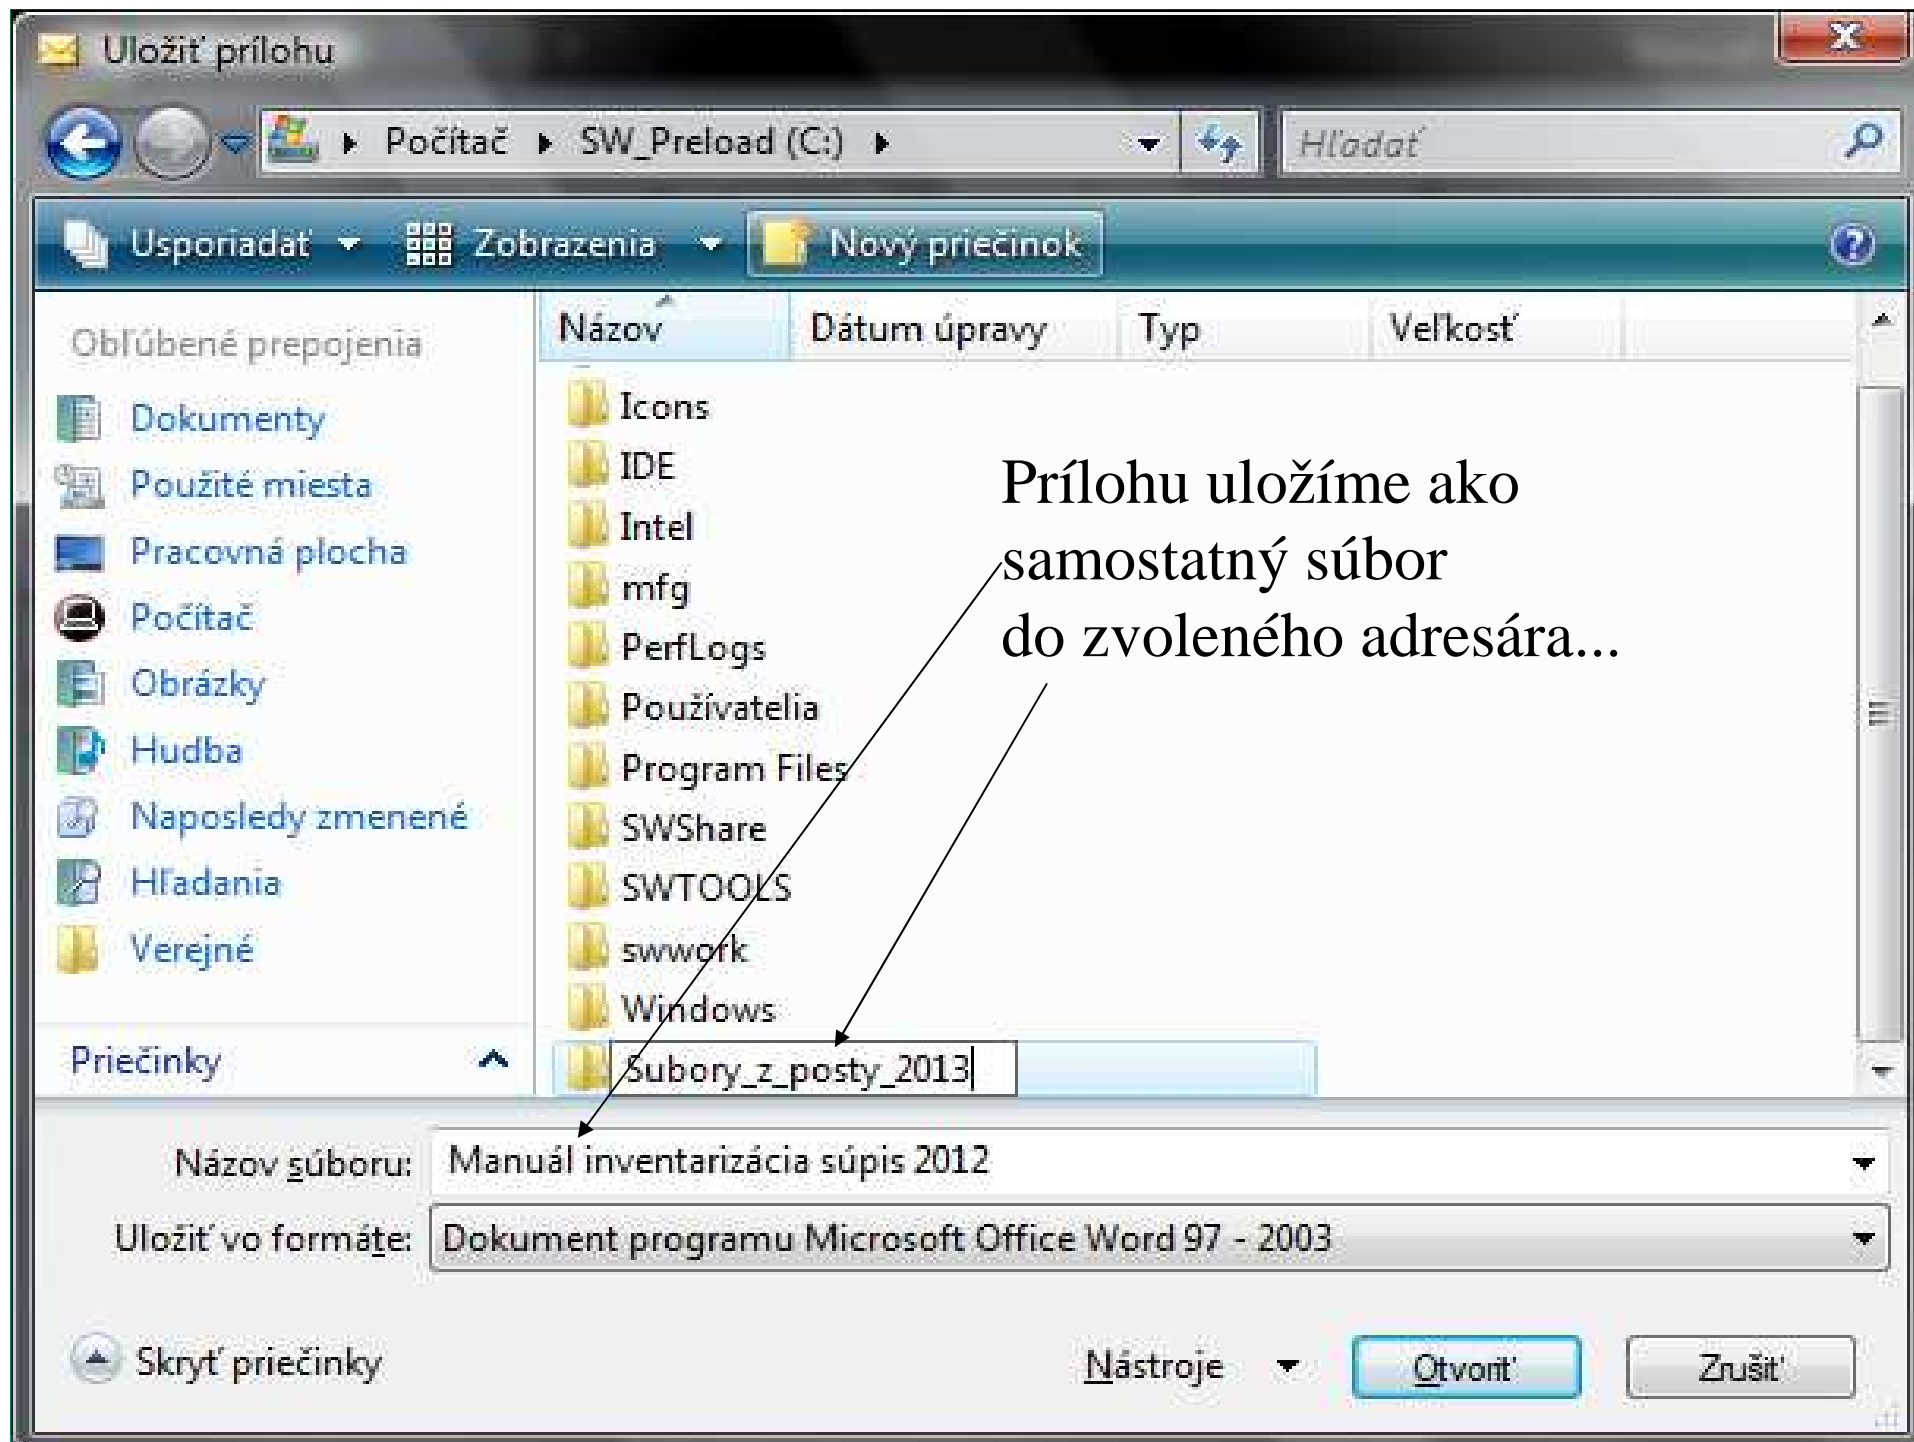 Uložiť prílohu
Počítač SW_Preload (C:)
Hľadať
Usporiadať Zobrazenia Nový priečinok
Obľúbené prepojenia
Dokumenty
Použité miesta
Pracovná plocha
Počítač
Obrázky
Hudba
Naposledy zmenené
Hľadania
Verejné
Priečinky
Názov Dátum úpravy Typ Veľkosť
Icons
IDE
Intel
mfg
PerfLogs
Používatelia
Program Files
SWShare
SWTOOLS
swwork
Windows
Subory_z_posty_2013
Prílohu uložíme ako
samostatný súbor
do zvoleného adresára...
Názov súboru: Manuál inventarizácia súpis 2012
Uložiť vo formáte: Dokument programu Microsoft Office Word 97 - 2003
Skryť priečinky Nástroje Otvoriť Zrušiť